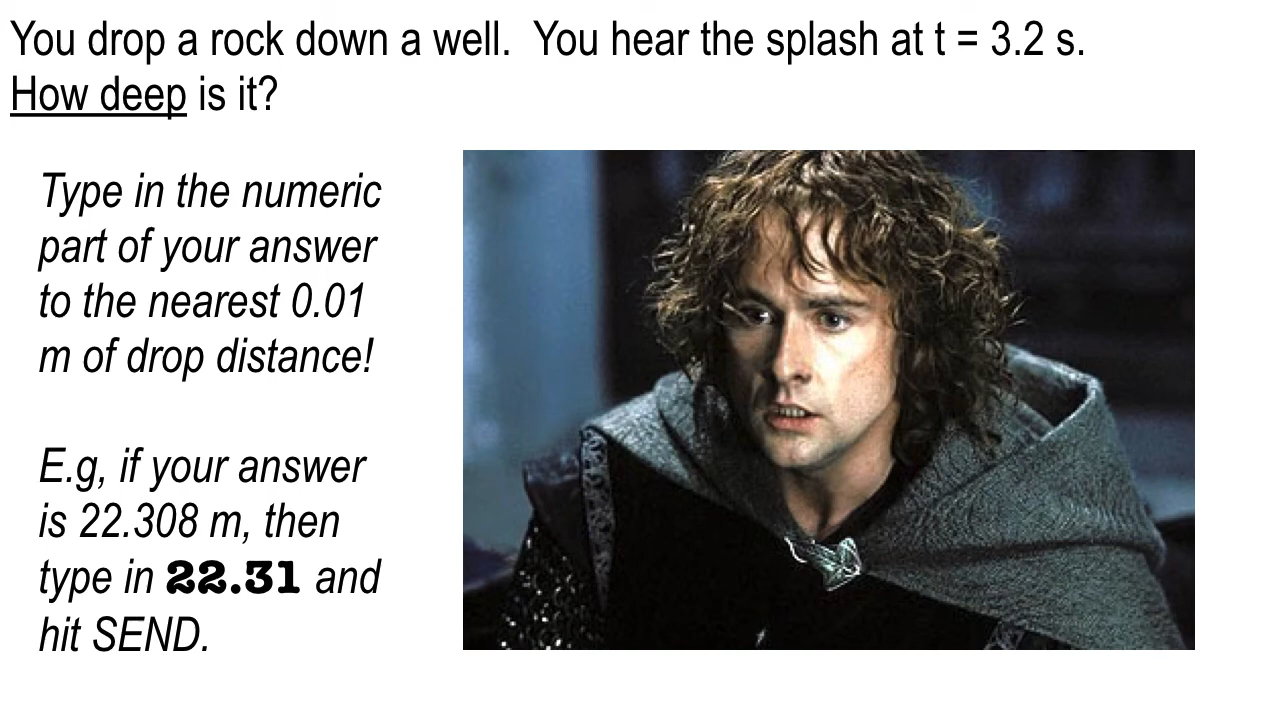 You drop a rock down a well.  You hear the splash at t = 3.2 s.
How deep is it?
Type in the numeric
part of your answer
to the nearest 0.01
m of drop distance!
E.g, if your answer
is 22.308 m, then
type in 22.31 and
hit SEND.